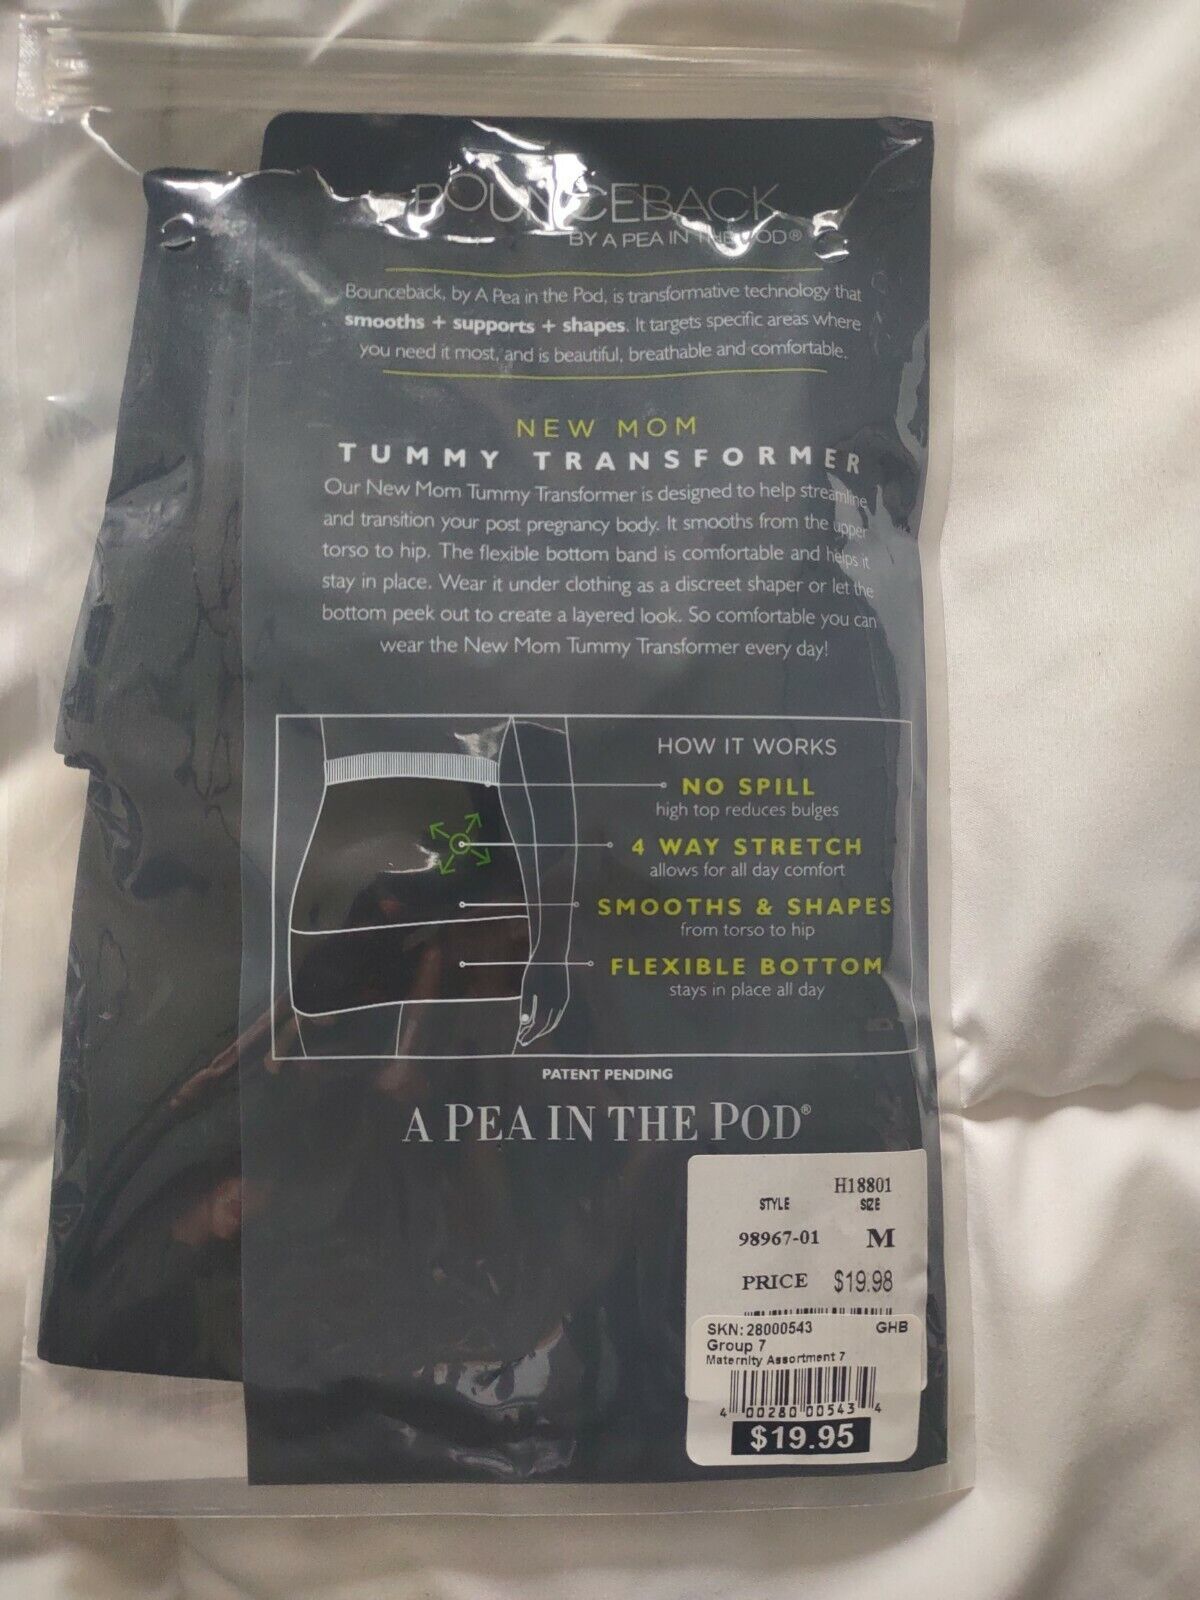 BOUNCEBACK
BY A PEA IN THE POD®
Bounceback, by A Pea in the Pod, is transformative technology that
smooths + supports + shapes. It targets specific areas where
you need it most, and is beautiful, breathable and comfortable.
NEW MOM
TUMMY TRANSFORMER
Our New Mom Tummy Transformer is designed to help streamline
and transition your post pregnancy body. It smooths from the upper
torso to hip. The flexible bottom band is comfortable and helps it
stay in place. Wear it under clothing as a discreet shaper or let the
bottom peek out to create a layered look. So comfortable you can
wear the New Mom Tummy Transformer every day!
HOW IT WORKS
NO SPILL
high top reduces bulges
4 WAY STRETCH
allows for all day comfort
SMOOTHS & SHAPES
from torso to hip
FLEXIBLE BOTTOM
stays in place all day
PATENT PENDING
A PEA IN THE POD®
H18801
STYLE SIZE
98967-01 M
PRICE $19.98
SKN: 28000543 GHB
Group 7
Maternity Assortment 7
4 00280 00543 4
$19.95